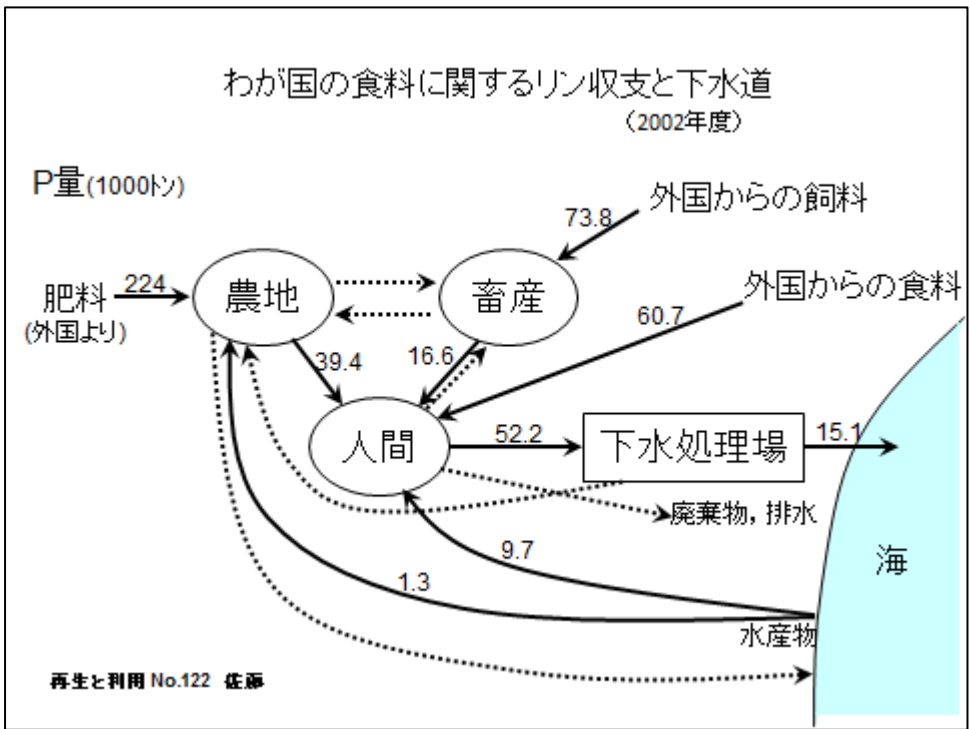 わが国の食料に関するリン収支と下水道
（2002年度）
P量(1000トン)
外国からの飼料
73.8
肥料
(外国より)
224
農地
畜産
外国からの食料
60.7
39.4
16.6
人間
52.2
下水処理場
15.1
廃棄物，排水
9.7
1.3
海
水産物
再生と利用 No.122 佐藤